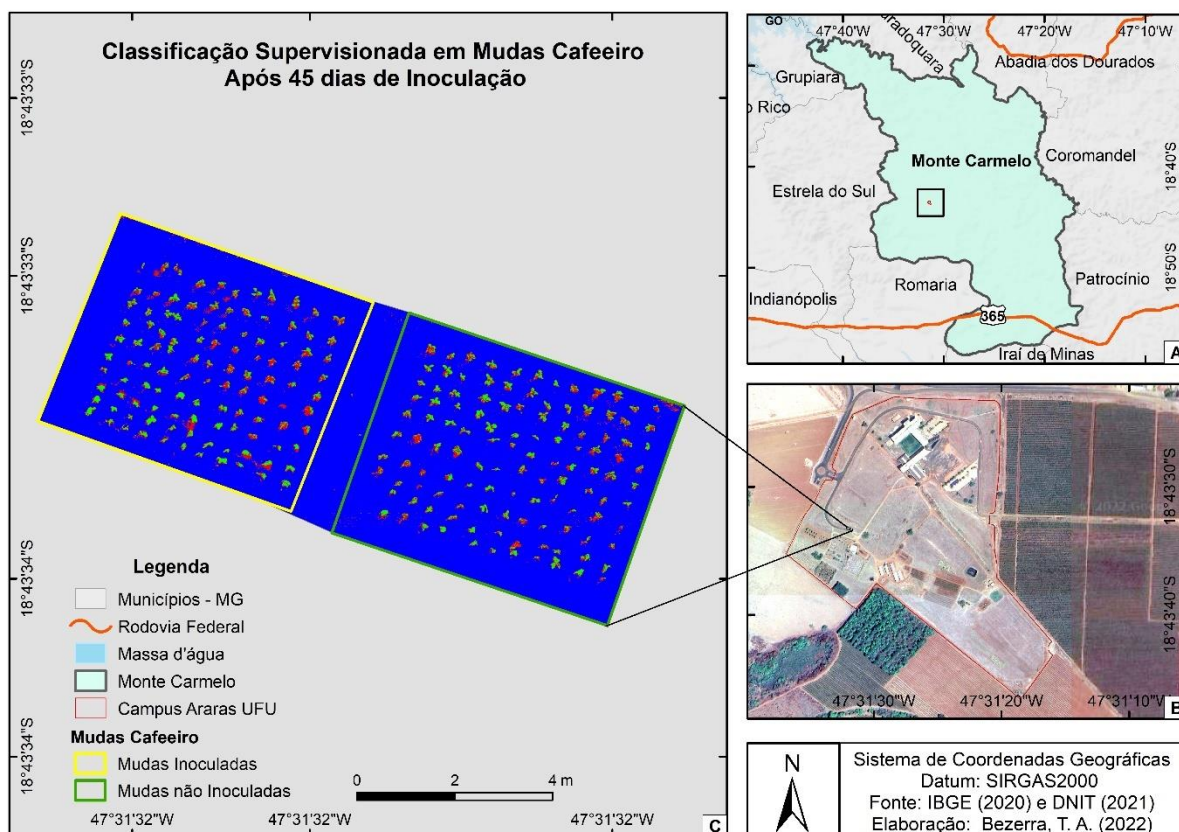 Classificação Supervisionada em Mudas Cafeeiro
Após 45 dias de Inoculação
18°43'33"S
18°43'33"S
18°43'34"S
18°43'34"S
Legenda
Municípios - MG
Rodovia Federal
Massa d'água
Monte Carmelo
Campus Araras UFU
Mudas Cafeeiro
Mudas Inoculadas
Mudas não Inoculadas
0 2 4 m
47°31'32"W 47°31'32"W 47°31'32"W
C
GO
47°40'W 47°30'W 47°20'W 47°10'W
Abadia dos Dourados
Grupiara
Rico
Monte Carmelo
Coromandel
Estrela do Sul
18°40'S
18°50'S
Romaria
Patrocínio
Indianópolis
365
Iraí de Minas
A
18°43'30"S
18°43'40"S
47°31'30"W 47°31'20"W 47°31'10"W
B
N
Sistema de Coordenadas Geográficas
Datum: SIRGAS2000
Fonte: IBGE (2020) e DNIT (2021)
Elaboração: Bezerra, T. A. (2022)